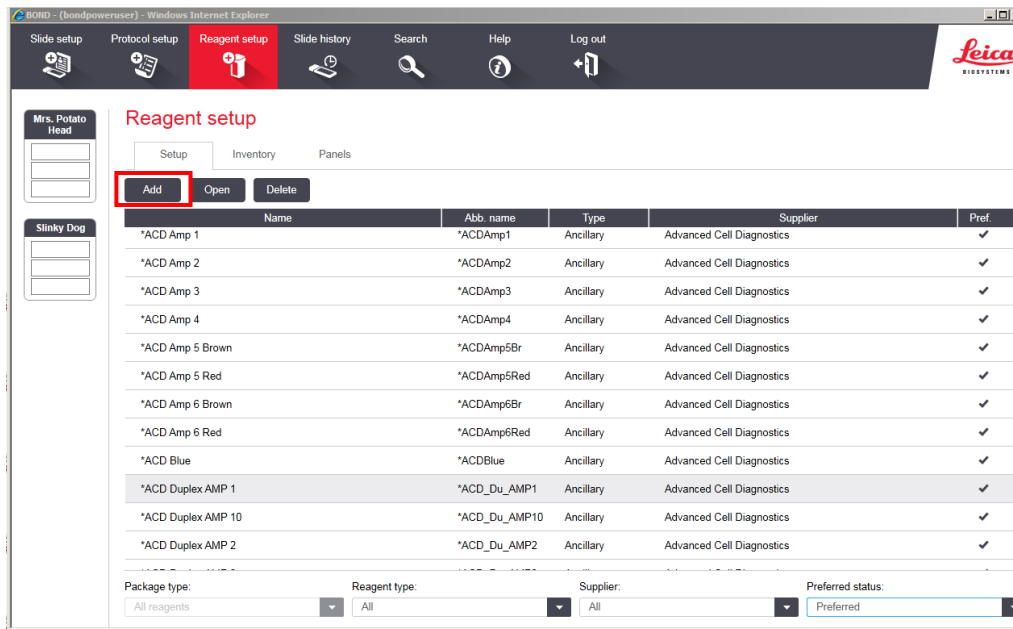 BOND - (bondpoweruser) - Windows Internet Explorer
Slide setup Protocol setup Reagent setup Slide history Search Help Log out
Leica
BIOSYSTEMS
Mrs. Potato
Head
Slinky Dog
Reagent setup
Setup Inventory Panels
Add Open Delete
Name Abb. name Type Supplier Pref.
*ACD Amp 1 *ACDAmp1 Ancillary Advanced Cell Diagnostics ✔
*ACD Amp 2 *ACDAmp2 Ancillary Advanced Cell Diagnostics ✔
*ACD Amp 3 *ACDAmp3 Ancillary Advanced Cell Diagnostics ✔
*ACD Amp 4 *ACDAmp4 Ancillary Advanced Cell Diagnostics ✔
*ACD Amp 5 Brown *ACDAmp5Br Ancillary Advanced Cell Diagnostics ✔
*ACD Amp 5 Red *ACDAmp5Red Ancillary Advanced Cell Diagnostics ✔
*ACD Amp 6 Brown *ACDAmp6Br Ancillary Advanced Cell Diagnostics ✔
*ACD Amp 6 Red *ACDAmp6Red Ancillary Advanced Cell Diagnostics ✔
*ACD Blue *ACDBlue Ancillary Advanced Cell Diagnostics ✔
*ACD Duplex AMP 1 *ACD_Du_AMP1 Ancillary Advanced Cell Diagnostics ✔
*ACD Duplex AMP 10 *ACD_Du_AMP10 Ancillary Advanced Cell Diagnostics ✔
*ACD Duplex AMP 2 *ACD_Du_AMP2 Ancillary Advanced Cell Diagnostics ✔
Package type: Reagent type: Supplier: Preferred status:
All reagents All All Preferred